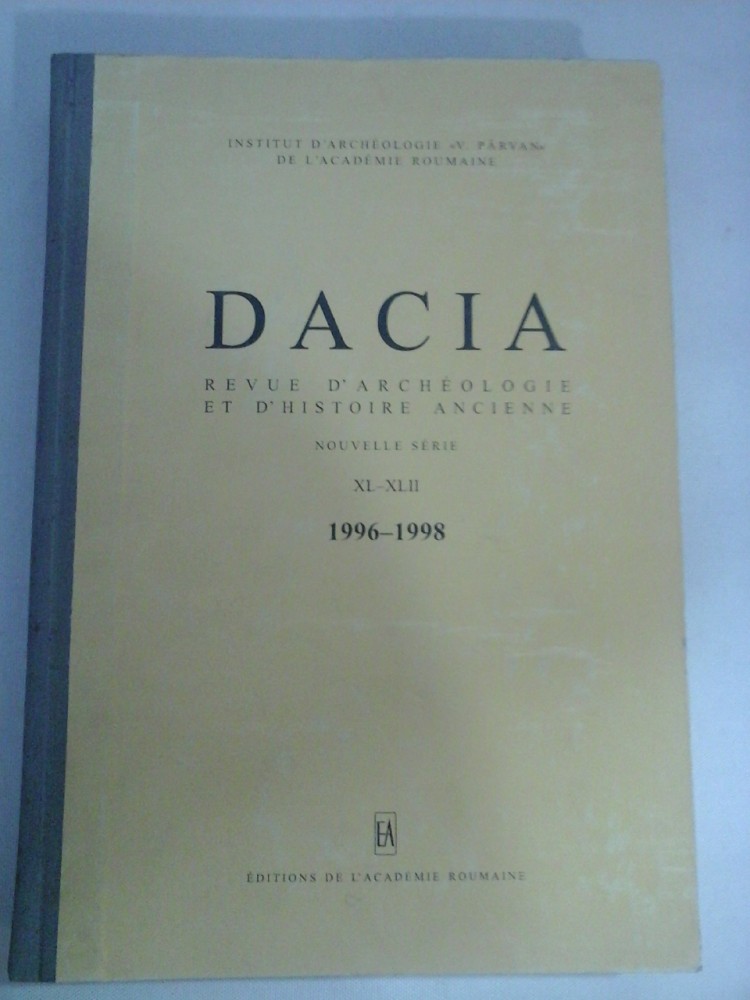 INSTITUT D'ARCHÉOLOGIE «V. PÂRVAN»
DE L'ACADÉMIE ROUMAINE
DACIA
REVUE D'ARCHÉOLOGIE
ET D'HISTOIRE ANCIENNE
NOUVELLE SÉRIE
XL–XLII
1996–1998
EA
ÉDITIONS DE L'ACADÉMIE ROUMAINE